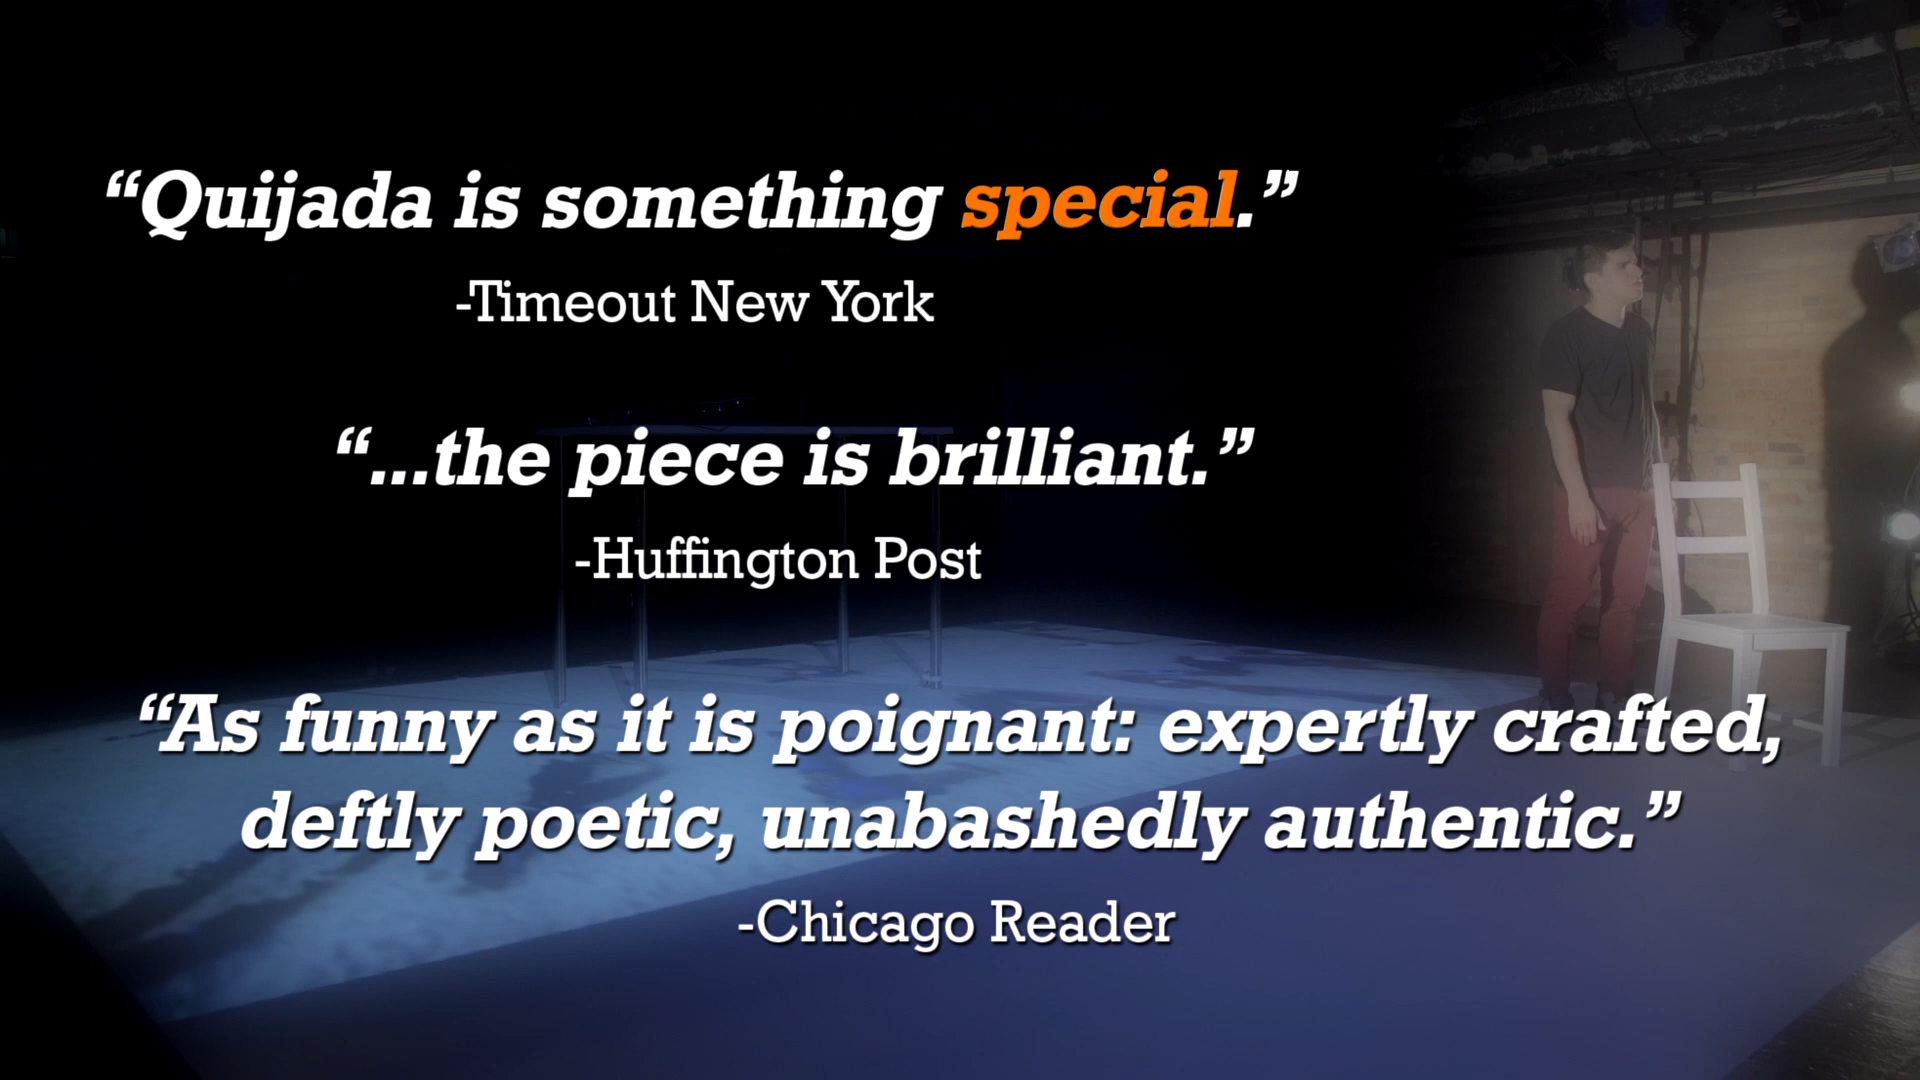 “Quijada is something special.”
-Timeout New York
“...the piece is brilliant.”
-Huffington Post
“As funny as it is poignant: expertly crafted,
deftly poetic, unabashedly authentic.”
-Chicago Reader